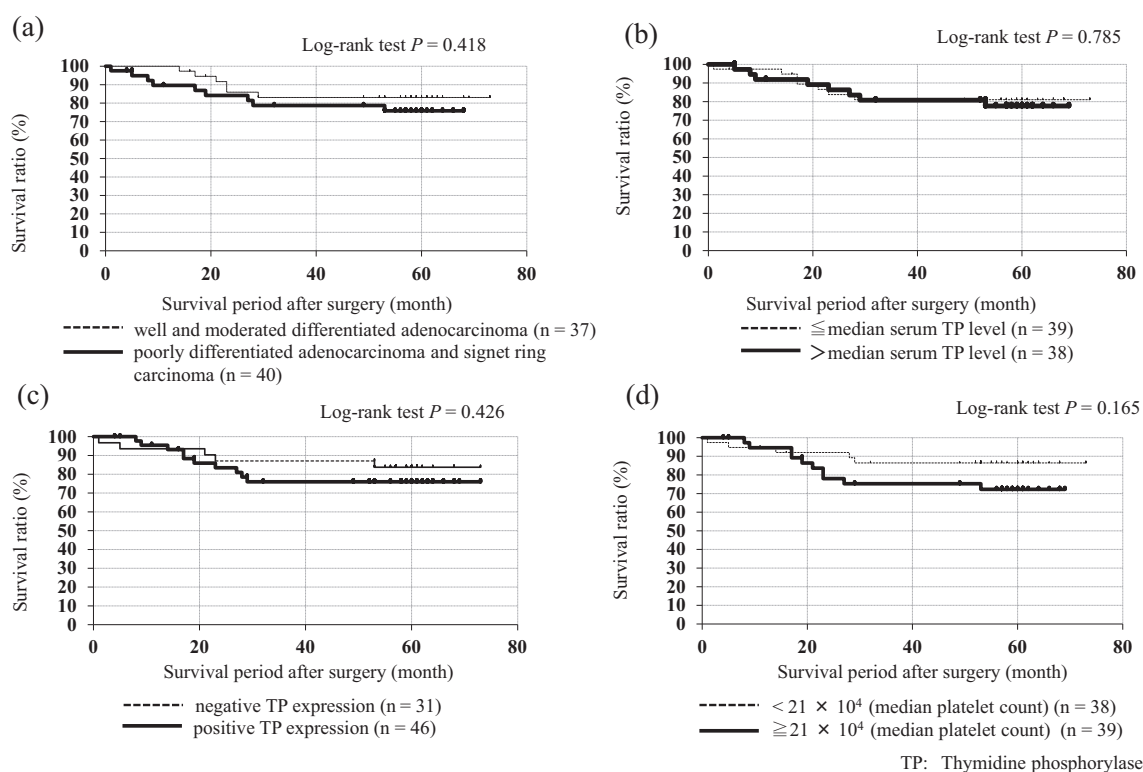 (a)
Log-rank test P = 0.418
Survival ratio (%)
100
90
80
70
60
50
40
30
20
10
0
0 20 40 60 80
Survival period after surgery (month)
well and moderated differentiated adenocarcinoma (n = 37)
poorly differentiated adenocarcinoma and signet ring
carcinoma (n = 40)
(b)
Log-rank test P = 0.785
Survival ratio (%)
100
90
80
70
60
50
40
30
20
10
0
0 20 40 60 80
Survival period after surgery (month)
≦median serum TP level (n = 39)
>median serum TP level (n = 38)
(c)
Log-rank test P = 0.426
Survival ratio (%)
100
90
80
70
60
50
40
30
20
10
0
0 20 40 60 80
Survival period after surgery (month)
negative TP expression (n = 31)
positive TP expression (n = 46)
(d)
Log-rank test P = 0.165
Survival ratio (%)
100
90
80
70
60
50
40
30
20
10
0
0 20 40 60 80
Survival period after surgery (month)
< 21 × 10⁴ (median platelet count) (n = 38)
≧21 × 10⁴ (median platelet count) (n = 39)
TP: Thymidine phosphorylase